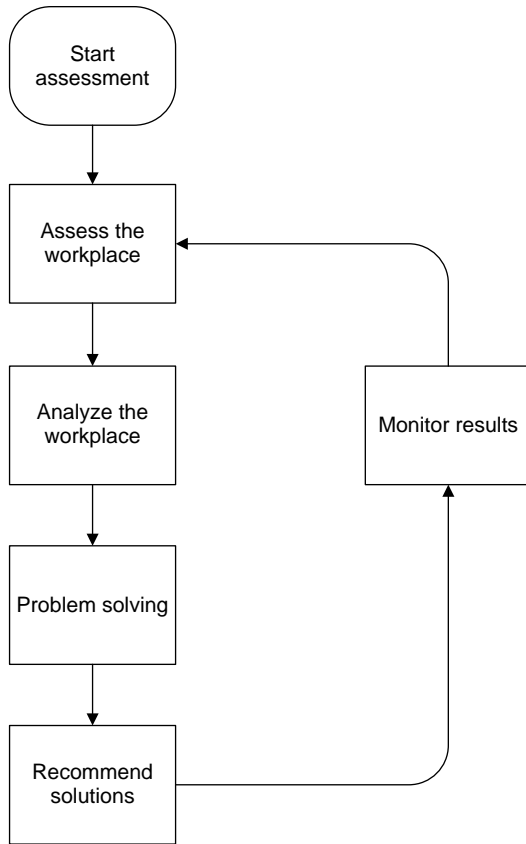 Start
assessment
Assess the
workplace
Analyze the
workplace
Monitor results
Problem solving
Recommend
solutions